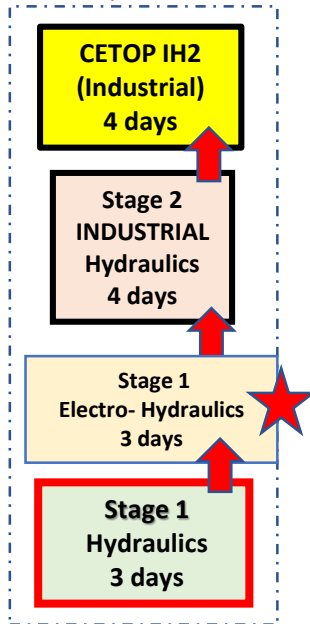 CETOP IH2
(Industrial)
4 days
Stage 2
INDUSTRIAL
Hydraulics
4 days
Stage 1
Electro- Hydraulics
3 days
Stage 1
Hydraulics
3 days